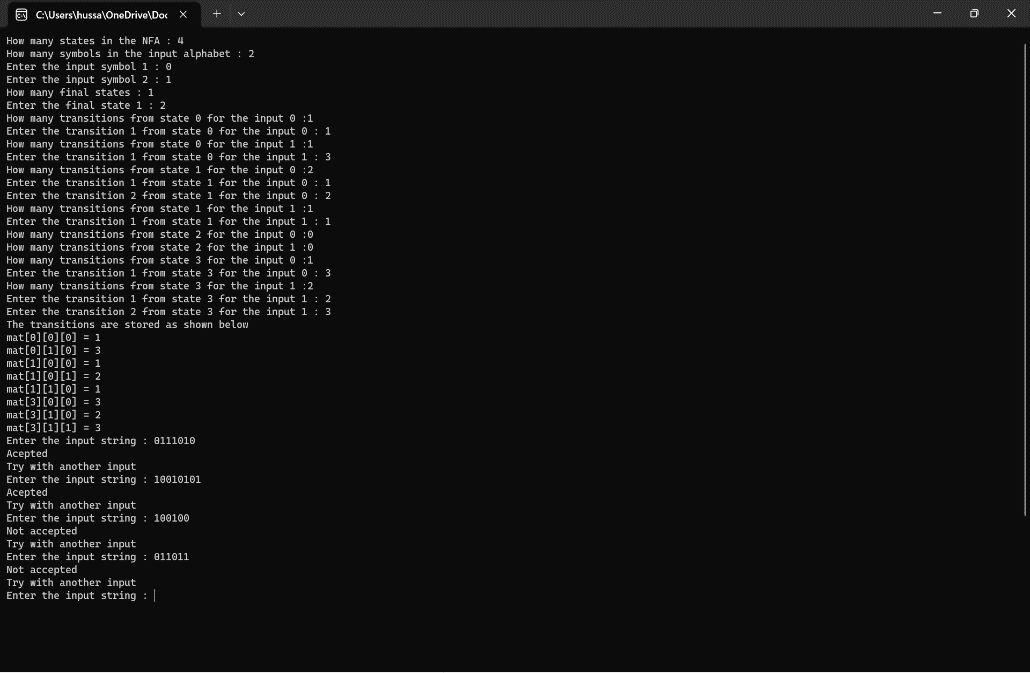 C:\Users\hussa\OneDrive\Doc
How many states in the NFA : 4
How many symbols in the input alphabet : 2
Enter the input symbol 1 : 0
Enter the input symbol 2 : 1
How many final states : 1
Enter the final state 1 : 2
How many transitions from state 0 for the input 0 :1
Enter the transition 1 from state 0 for the input 0 : 1
How many transitions from state 0 for the input 1 :1
Enter the transition 1 from state 0 for the input 1 : 3
How many transitions from state 1 for the input 0 :2
Enter the transition 1 from state 1 for the input 0 : 1
Enter the transition 2 from state 1 for the input 0 : 2
How many transitions from state 1 for the input 1 :1
Enter the transition 1 from state 1 for the input 1 : 1
How many transitions from state 2 for the input 0 :0
How many transitions from state 2 for the input 1 :0
How many transitions from state 3 for the input 0 :1
Enter the transition 1 from state 3 for the input 0 : 3
How many transitions from state 3 for the input 1 :2
Enter the transition 1 from state 3 for the input 1 : 2
Enter the transition 2 from state 3 for the input 1 : 3
The transitions are stored as shown below
mat[0][0][0] = 1
mat[0][1][0] = 3
mat[1][0][0] = 1
mat[1][0][1] = 2
mat[1][1][0] = 1
mat[3][0][0] = 3
mat[3][1][0] = 2
mat[3][1][1] = 3
Enter the input string : 0111010
Acepted
Try with another input
Enter the input string : 10010101
Acepted
Try with another input
Enter the input string : 100100
Not accepted
Try with another input
Enter the input string : 011011
Not accepted
Try with another input
Enter the input string :